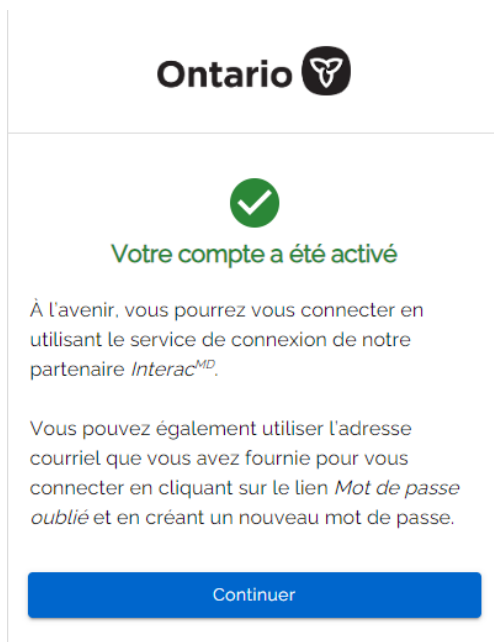 Ontario
Votre compte a été activé
À l'avenir, vous pourrez vous connecter en
utilisant le service de connexion de notre
partenaire Interac^MD.
Vous pouvez également utiliser l'adresse
courriel que vous avez fournie pour vous
connecter en cliquant sur le lien Mot de passe
oublié et en créant un nouveau mot de passe.
Continuer